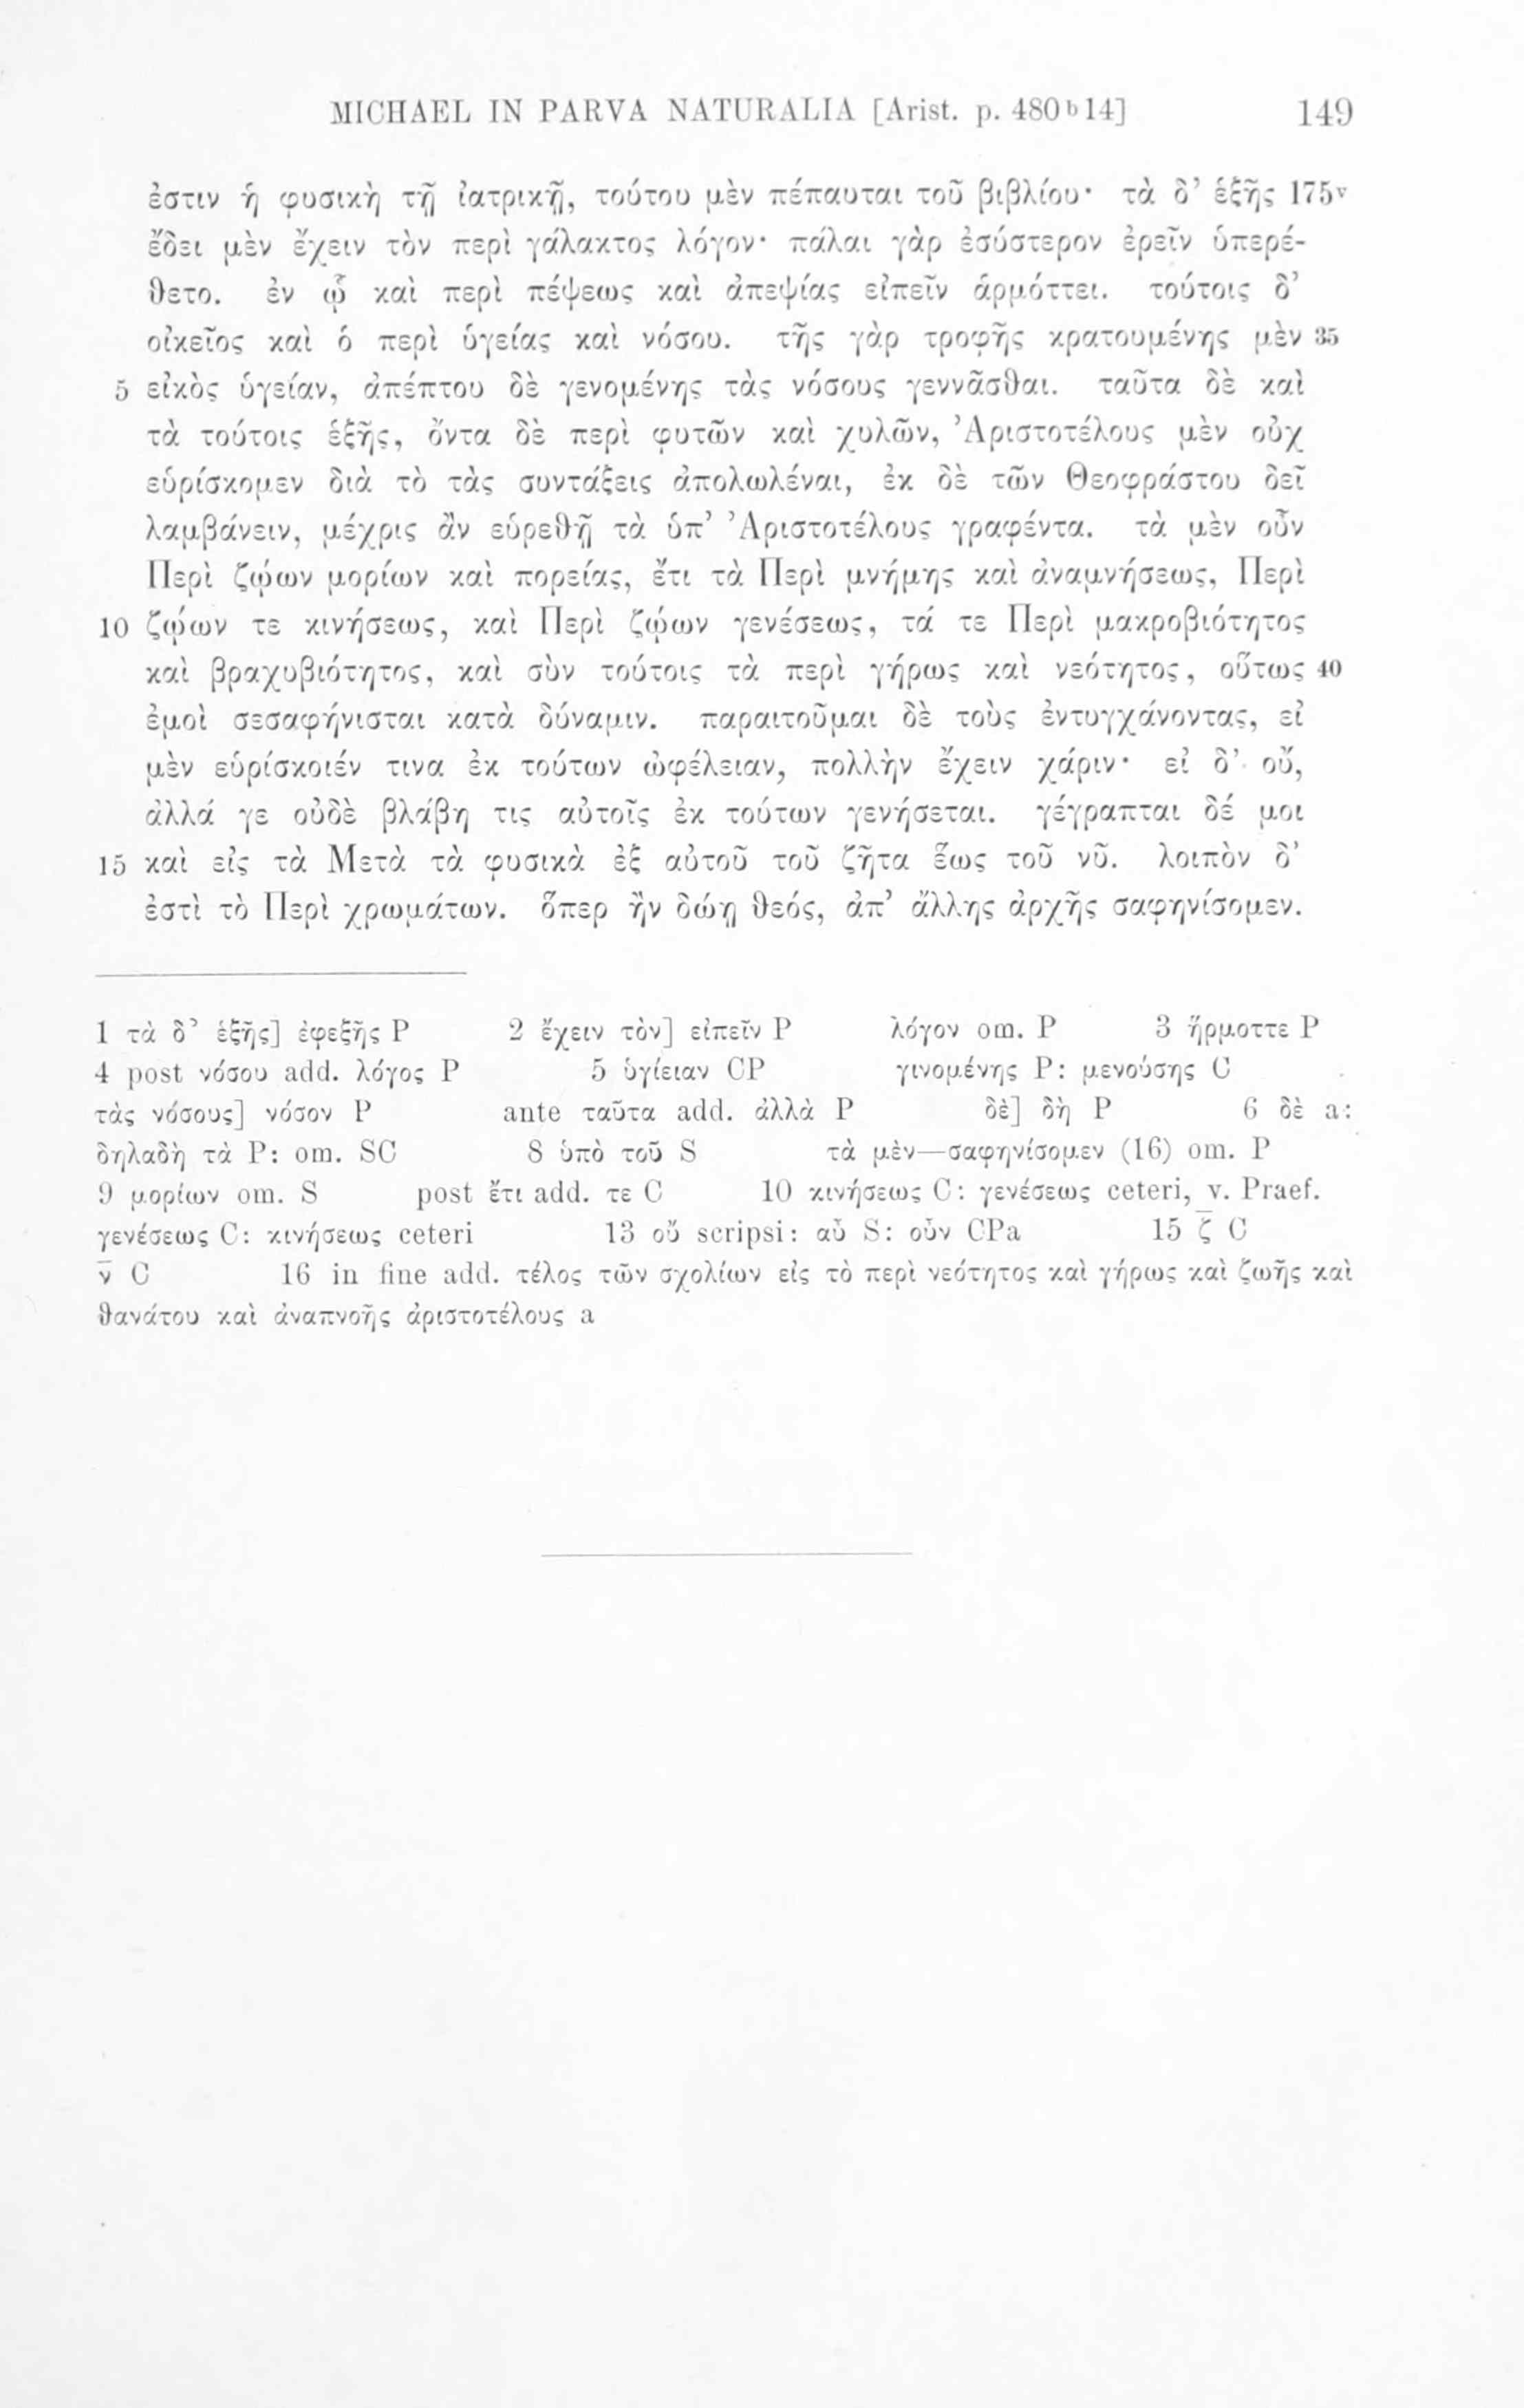 MICHAEL IN PARVA NATURALIA [Arist. p. 480ᵇ14] 149
ἐστιν ἡ φυσικὴ τῇ ἰατρικῇ, τούτου μὲν πέπαυται τοῦ βιβλίου· τὰ δ’ ἑξῆς 175ᵛ
ἔδει μὲν ἔχειν τὸν περὶ γάλακτος λόγον· πάλαι γὰρ ἐσύστερον ἐρεῖν ὑπερέ-
θετο. ἐν ᾧ καὶ περὶ πέψεως καὶ ἀπεψίας εἰπεῖν ἁρμόττει. τούτοις δ’
οἰκεῖος καὶ ὁ περὶ ὑγείας καὶ νόσου. τῆς γὰρ τροφῆς κρατουμένης μὲν 35
5 εἰκὸς ὑγείαν, ἀπέπτου δὲ γενομένης τὰς νόσους γεννᾶσθαι. ταῦτα δὲ καὶ
τὰ τούτοις ἑξῆς, ὄντα δὲ περὶ φυτῶν καὶ χυλῶν, Ἀριστοτέλους μὲν οὐχ
εὑρίσκομεν διὰ τὸ τὰς συντάξεις ἀπολωλέναι, ἐκ δὲ τῶν Θεοφράστου δεῖ
λαμβάνειν, μέχρις ἂν εὑρεθῇ τὰ ὑπ’ Ἀριστοτέλους γραφέντα. τὰ μὲν οὖν
Περὶ ζῴων μορίων καὶ πορείας, ἔτι τὰ Περὶ μνήμης καὶ ἀναμνήσεως, Περὶ
10 ζῴων τε κινήσεως, καὶ Περὶ ζῴων γενέσεως, τά τε Περὶ μακροβιότητος
καὶ βραχυβιότητος, καὶ σὺν τούτοις τὰ περὶ γήρως καὶ νεότητος, οὕτως 40
ἐμοὶ σεσαφήνισται κατὰ δύναμιν. παραιτοῦμαι δὲ τοὺς ἐντυγχάνοντας, εἰ
μὲν εὑρίσκοιέν τινα ἐκ τούτων ὠφέλειαν, πολλὴν ἔχειν χάριν· εἰ δ’ οὔ,
ἀλλά γε οὐδὲ βλάβη τις αὐτοῖς ἐκ τούτων γενήσεται. γέγραπται δέ μοι
15 καὶ εἰς τὰ Μετὰ τὰ φυσικὰ ἐξ αὐτοῦ τοῦ ζῆτα ἕως τοῦ νῦ. λοιπὸν δ’
ἐστὶ τὸ Περὶ χρωμάτων. ὅπερ ἢν δώῃ θεός, ἀπ’ ἄλλης ἀρχῆς σαφηνίσομεν.
1 τὰ δ’ ἑξῆς] ἐφεξῆς P 2 ἔχειν τὸν] εἰπεῖν P λόγον om. P 3 ἥρμοττε P
4 post νόσου add. λόγος P 5 ὑγίειαν CP γινομένης P: μενούσης C
τὰς νόσους] νόσον P ante ταῦτα add. ἀλλὰ P δὲ] δὴ P 6 δὲ a:
δηλαδὴ τὰ P: om. SC 8 ὑπὸ τοῦ S τὰ μὲν—σαφηνίσομεν (16) om. P
9 μορίων om. S post ἔτι add. τε C 10 κινήσεως C: γενέσεως ceteri, v. Praef.
γενέσεως C: κινήσεως ceteri 13 οὔ scripsi: αὖ S: οὖν CPa 15 ζ̅ C
ν̅ C 16 in fine add. τέλος τῶν σχολίων εἰς τὸ περὶ νεότητος καὶ γήρως καὶ ζωῆς καὶ
θανάτου καὶ ἀναπνοῆς ἀριστοτέλους a